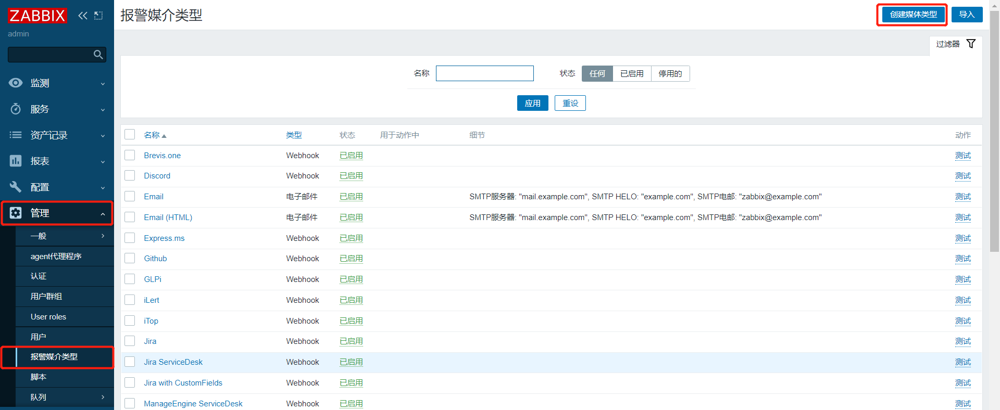 ZABBIX
admin
监测
服务
资产记录
报表
配置
管理
一般
agent代理程序
认证
用户群组
User roles
用户
报警媒介类型
脚本
队列
报警媒介类型
创建媒体类型 导入
过滤器
名称 状态 任何 已启用 停用的
应用 重设
名称 类型 状态 用于动作中 细节 动作
Brevis.one Webhook 已启用 测试
Discord Webhook 已启用 测试
Email 电子邮件 已启用 SMTP服务器: "mail.example.com", SMTP HELO: "example.com", SMTP电邮: "zabbix@example.com" 测试
Email (HTML) 电子邮件 已启用 SMTP服务器: "mail.example.com", SMTP HELO: "example.com", SMTP电邮: "zabbix@example.com" 测试
Express.ms Webhook 已启用 测试
Github Webhook 已启用 测试
GLPi Webhook 已启用 测试
iLert Webhook 已启用 测试
iTop Webhook 已启用 测试
Jira Webhook 已启用 测试
Jira ServiceDesk Webhook 已启用 测试
Jira with CustomFields Webhook 已启用 测试
ManageEngine ServiceDesk Webhook 已启用 测试